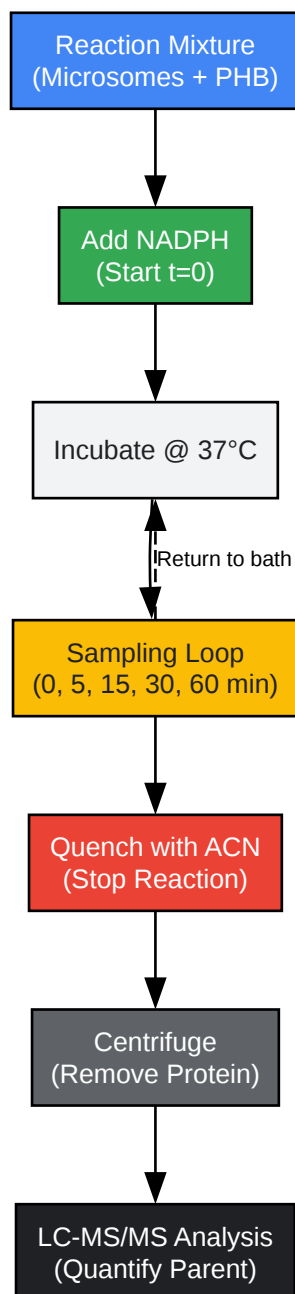 Reaction Mixture
(Microsomes + PHB)
Add NADPH
(Start t=0)
Incubate @ 37°C
Return to bath
Sampling Loop
(0, 5, 15, 30, 60 min)
Quench with ACN
(Stop Reaction)
Centrifuge
(Remove Protein)
LC-MS/MS Analysis
(Quantify Parent)